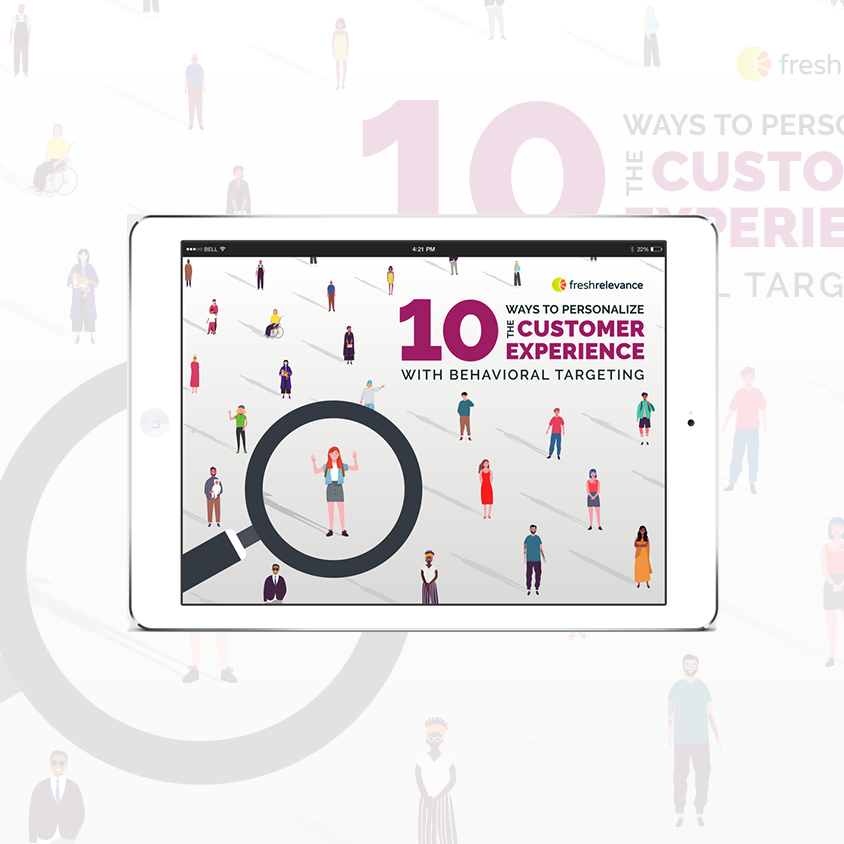 fresh
10
WAYS TO PERSO
THE CUSTO
EXPERIE
L TARG
BELL
4:21 PM
22%
freshrelevance
10
WAYS TO PERSONALIZE
THE CUSTOMER
EXPERIENCE
WITH BEHAVIORAL TARGETING